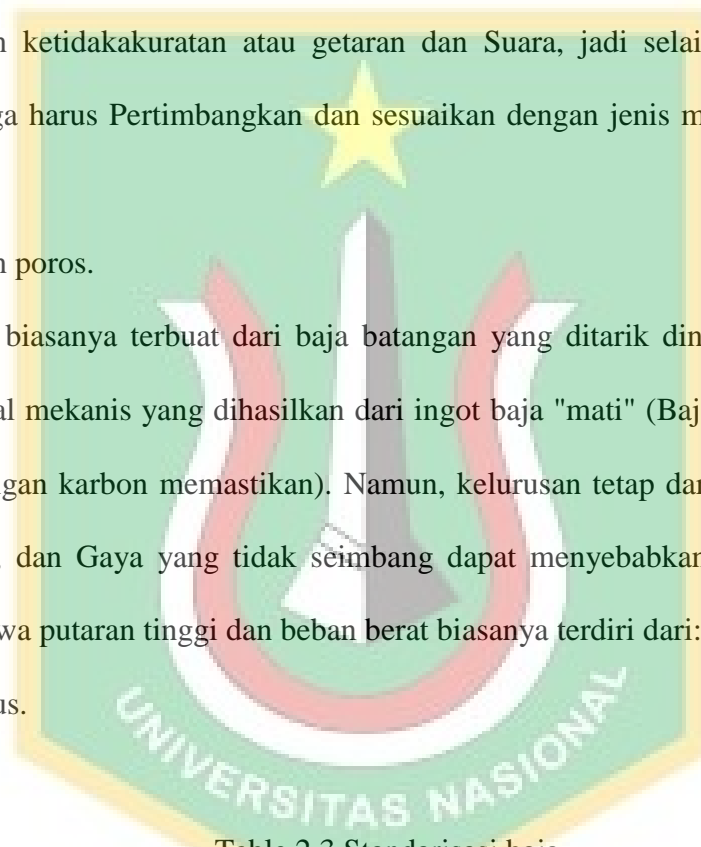 ketidakakuratan atau getaran dan Suara, jadi selai
harus Pertimbangkan dan sesuaikan dengan jenis m
poros.
biasanya terbuat dari baja batangan yang ditarik din
mekanis yang dihasilkan dari ingot baja "mati" (Baj
karbon memastikan). Namun, kelurusan tetap dar
dan Gaya yang tidak seimbang dapat menyebabkan
wa putaran tinggi dan beban berat biasanya terdiri dari:
us.
UNIVERSITAS NASIONAL
Table 2.3 Standarisasi baja